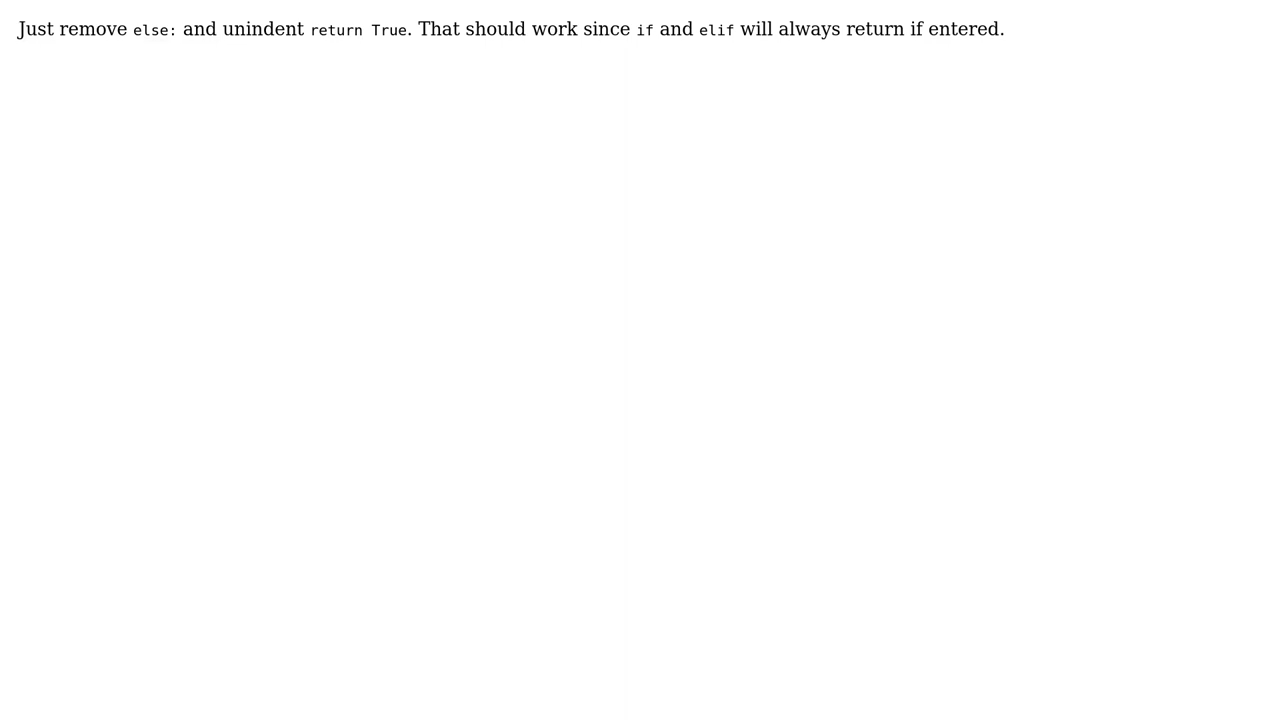 Just remove else: and unindent return True. That should work since if and elif will always return if entered.